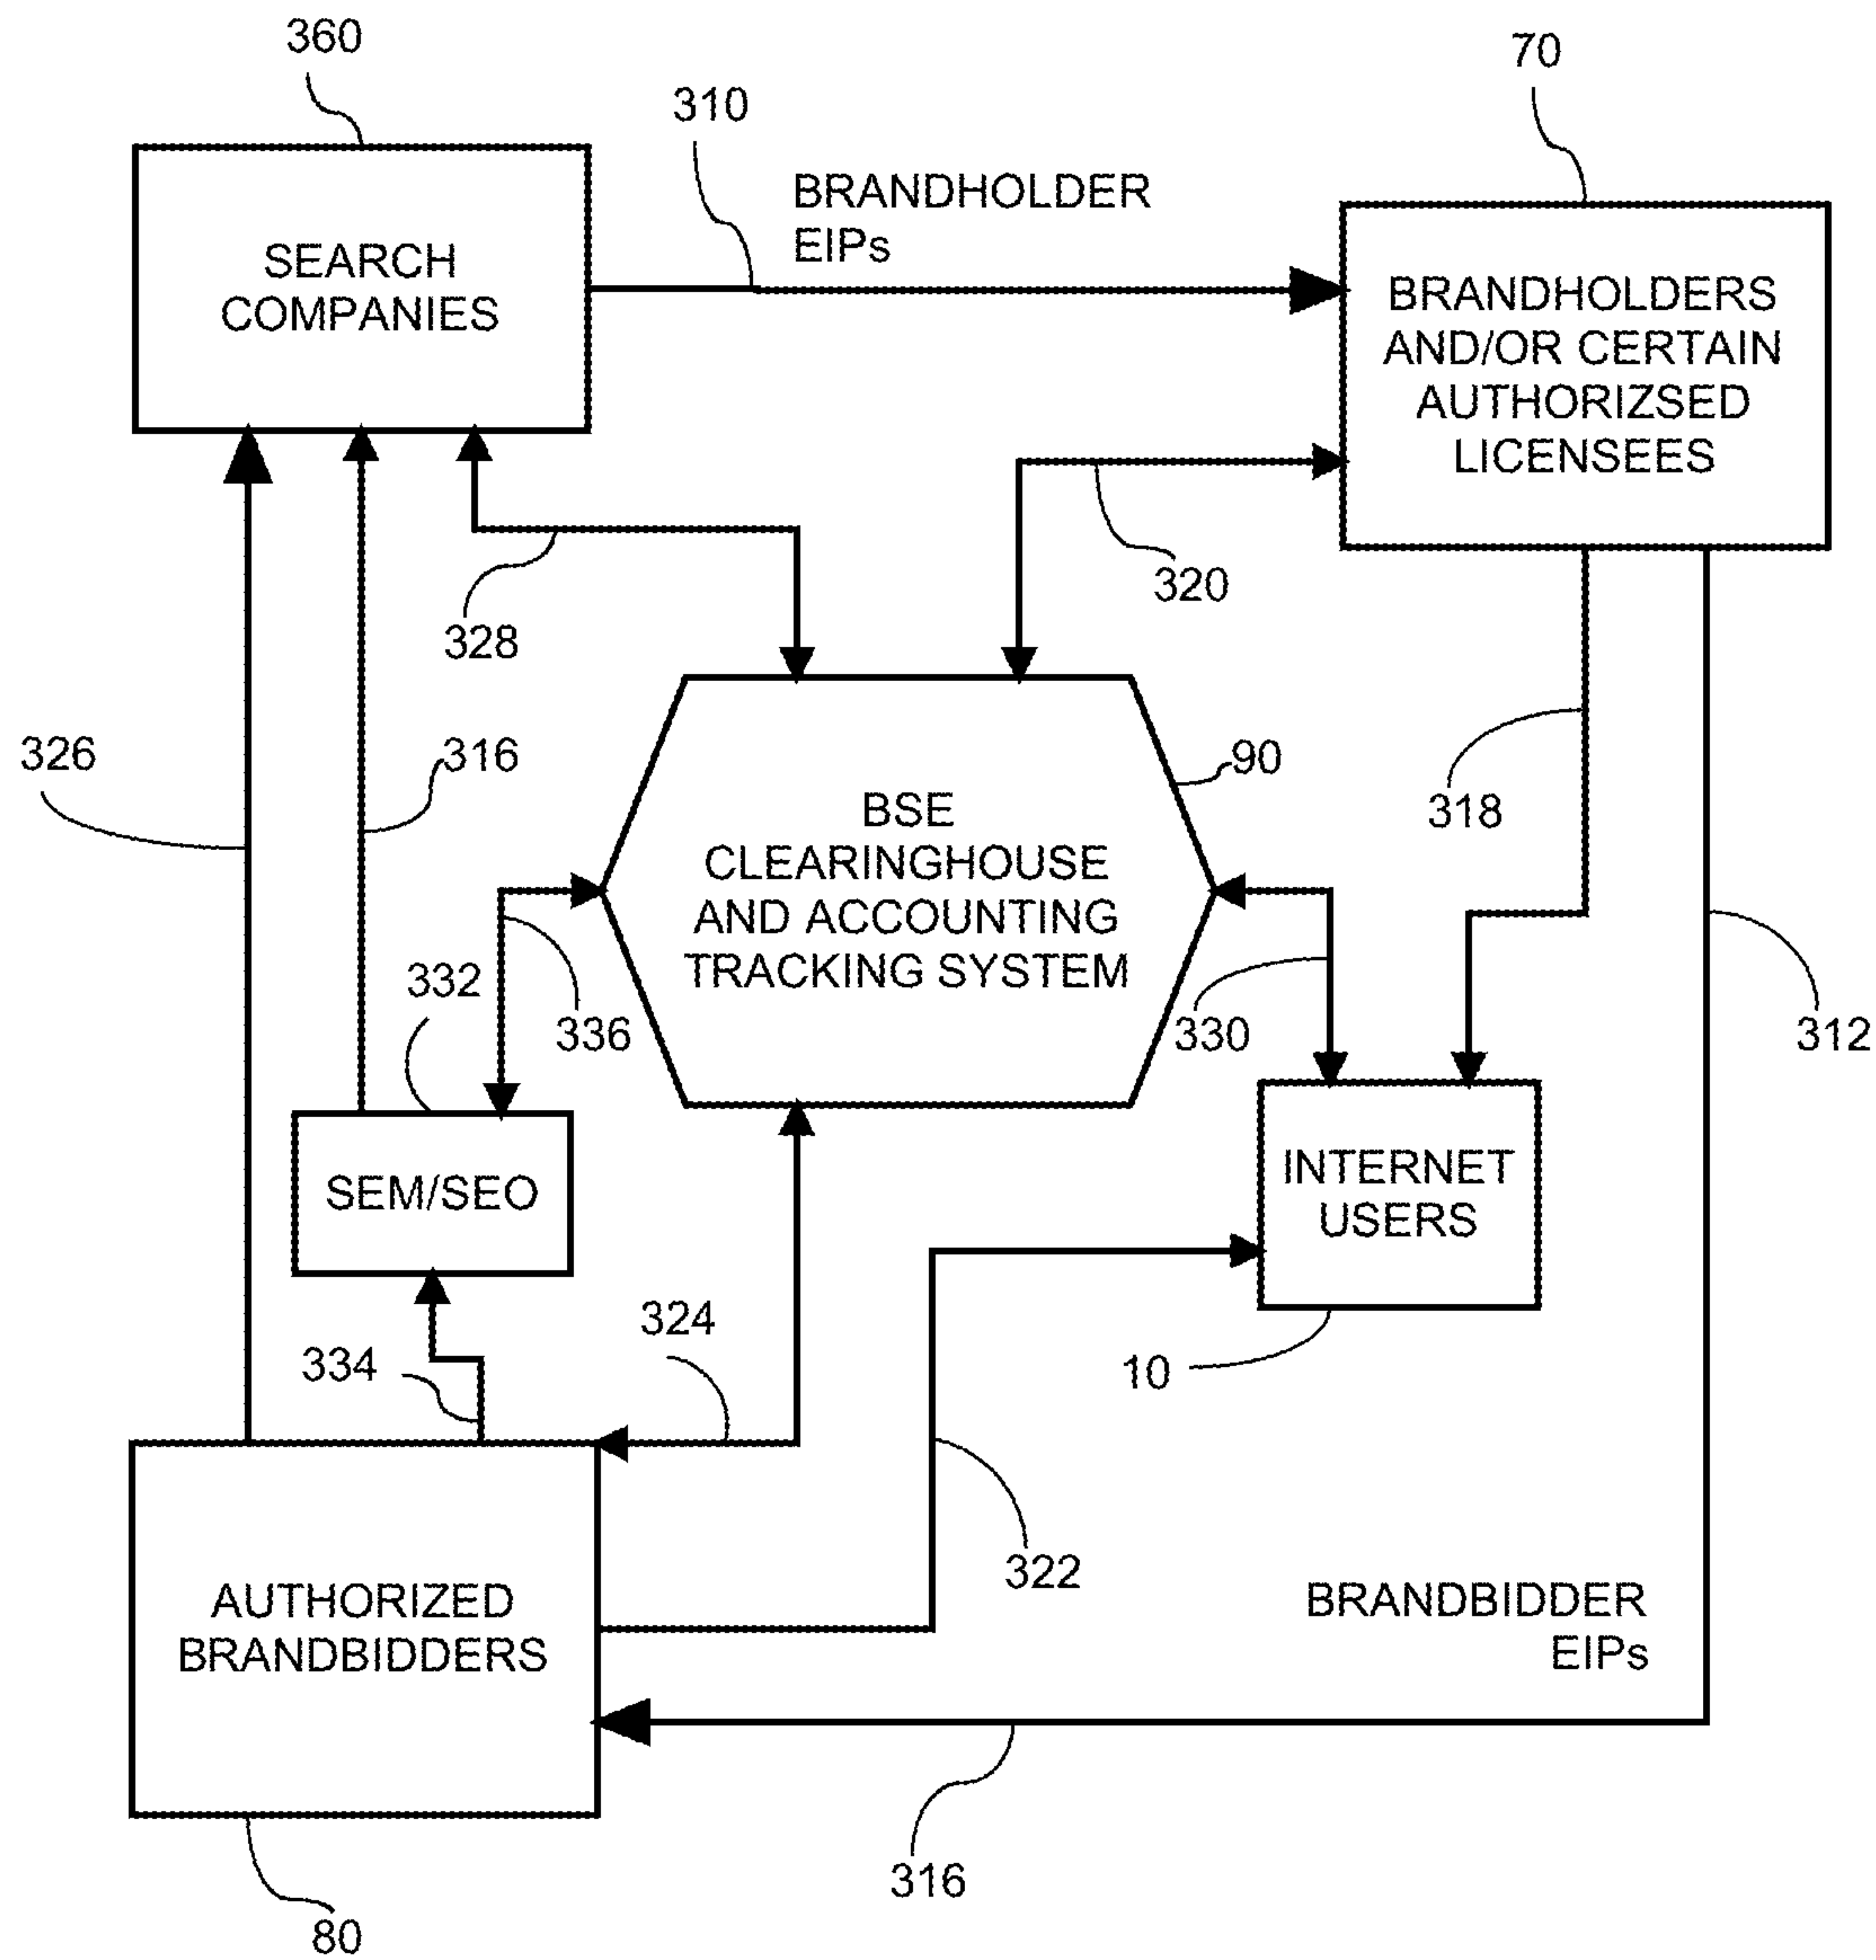 360
70
310
BRANDHOLDER
EIPs
SEARCH
COMPANIES
BRANDHOLDERS
AND/OR CERTAIN
AUTHORIZSED
LICENSEES
320
328
326
316
90
318
BSE
CLEARINGHOUSE
AND ACCOUNTING
TRACKING SYSTEM
332
336
330
312
SEM/SEO
INTERNET
USERS
324
334
10
322
AUTHORIZED
BRANDBIDDERS
BRANDBIDDER
EIPs
316
80